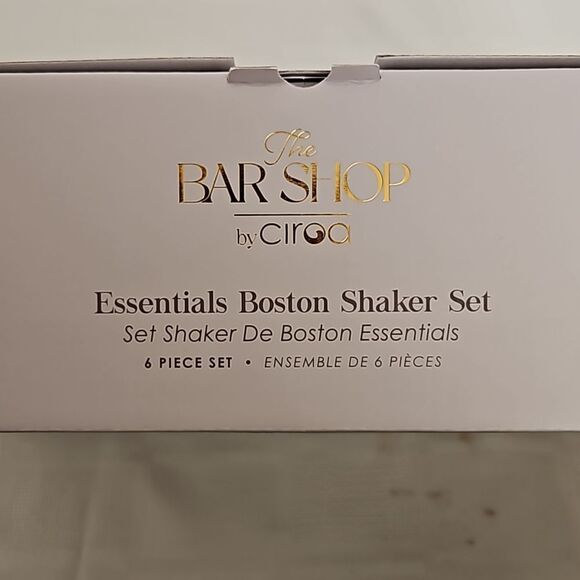 The
BAR SHOP
by ciroa
Essentials Boston Shaker Set
Set Shaker De Boston Essentials
6 PIECE SET • ENSEMBLE DE 6 PIÈCES